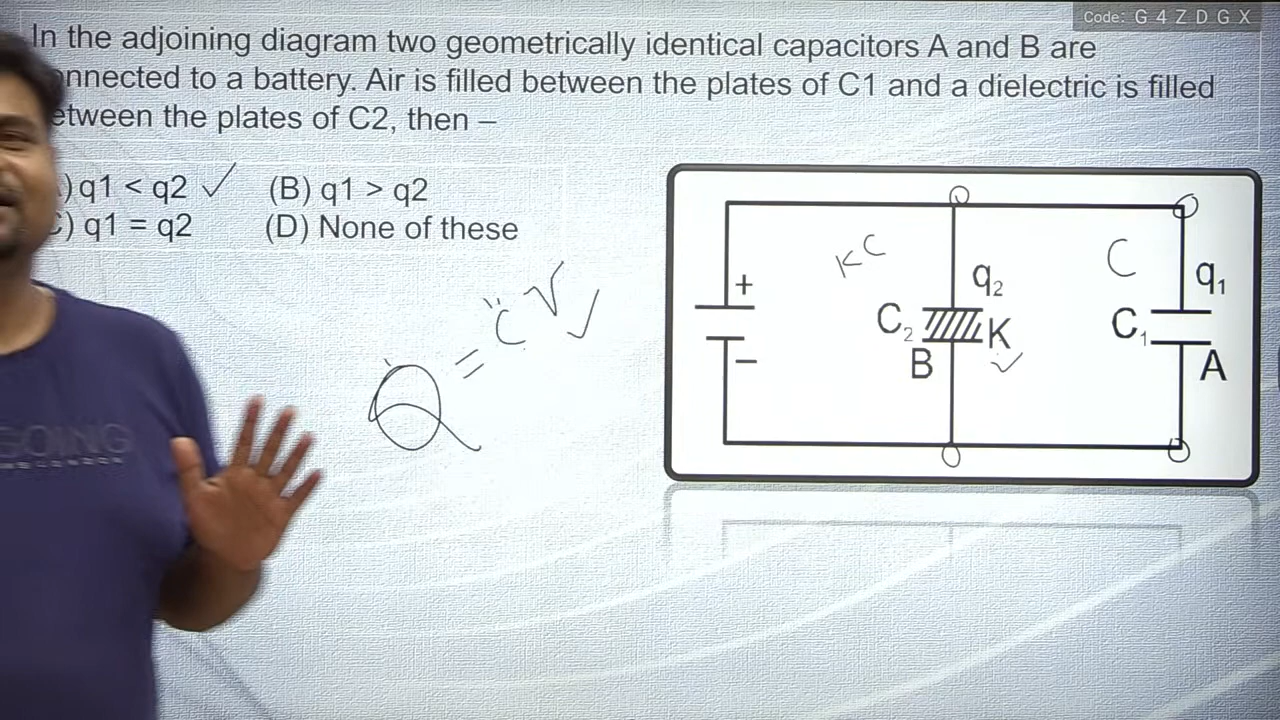 Code: G 4 Z D G X
In the adjoining diagram two geometrically identical capacitors A and B are
nnected to a battery. Air is filled between the plates of C1 and a dielectric is filled
etween the plates of C2, then –
) q1 < q2 ✓ (B) q1 > q2
) q1 = q2 (D) None of these
Q = C V ✓
KC
C
+
–
q2
C2
K
✓
B
q1
C1
A
GOING